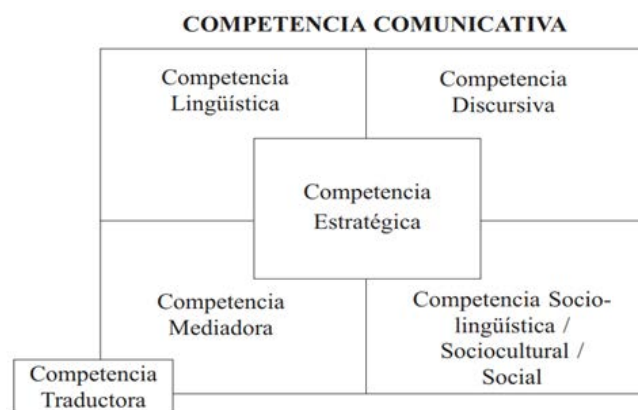 COMPETENCIA COMUNICATIVA
Competencia
Lingüística
Competencia
Discursiva
Competencia
Estratégica
Competencia
Mediadora
Competencia Socio-
lingüística /
Sociocultural /
Social
Competencia
Traductora